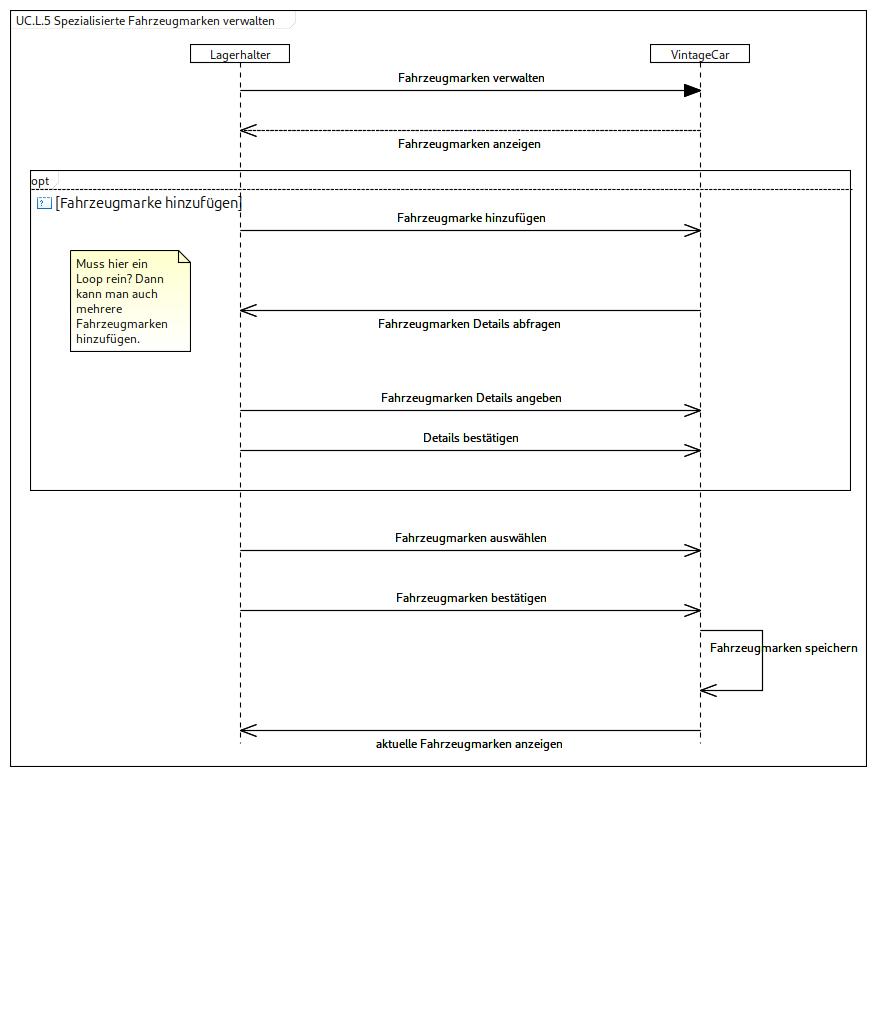 UC.L.5 Spezialisierte Fahrzeugmarken verwalten
Lagerhalter
VintageCar
Fahrzeugmarken verwalten
Fahrzeugmarken anzeigen
opt
[Fahrzeugmarke hinzufügen]
Fahrzeugmarke hinzufügen
Muss hier ein
Loop rein? Dann
kann man auch
mehrere
Fahrzeugmarken
hinzufügen.
Fahrzeugmarken Details abfragen
Fahrzeugmarken Details angeben
Details bestätigen
Fahrzeugmarken auswählen
Fahrzeugmarken bestätigen
Fahrzeugmarken speichern
aktuelle Fahrzeugmarken anzeigen